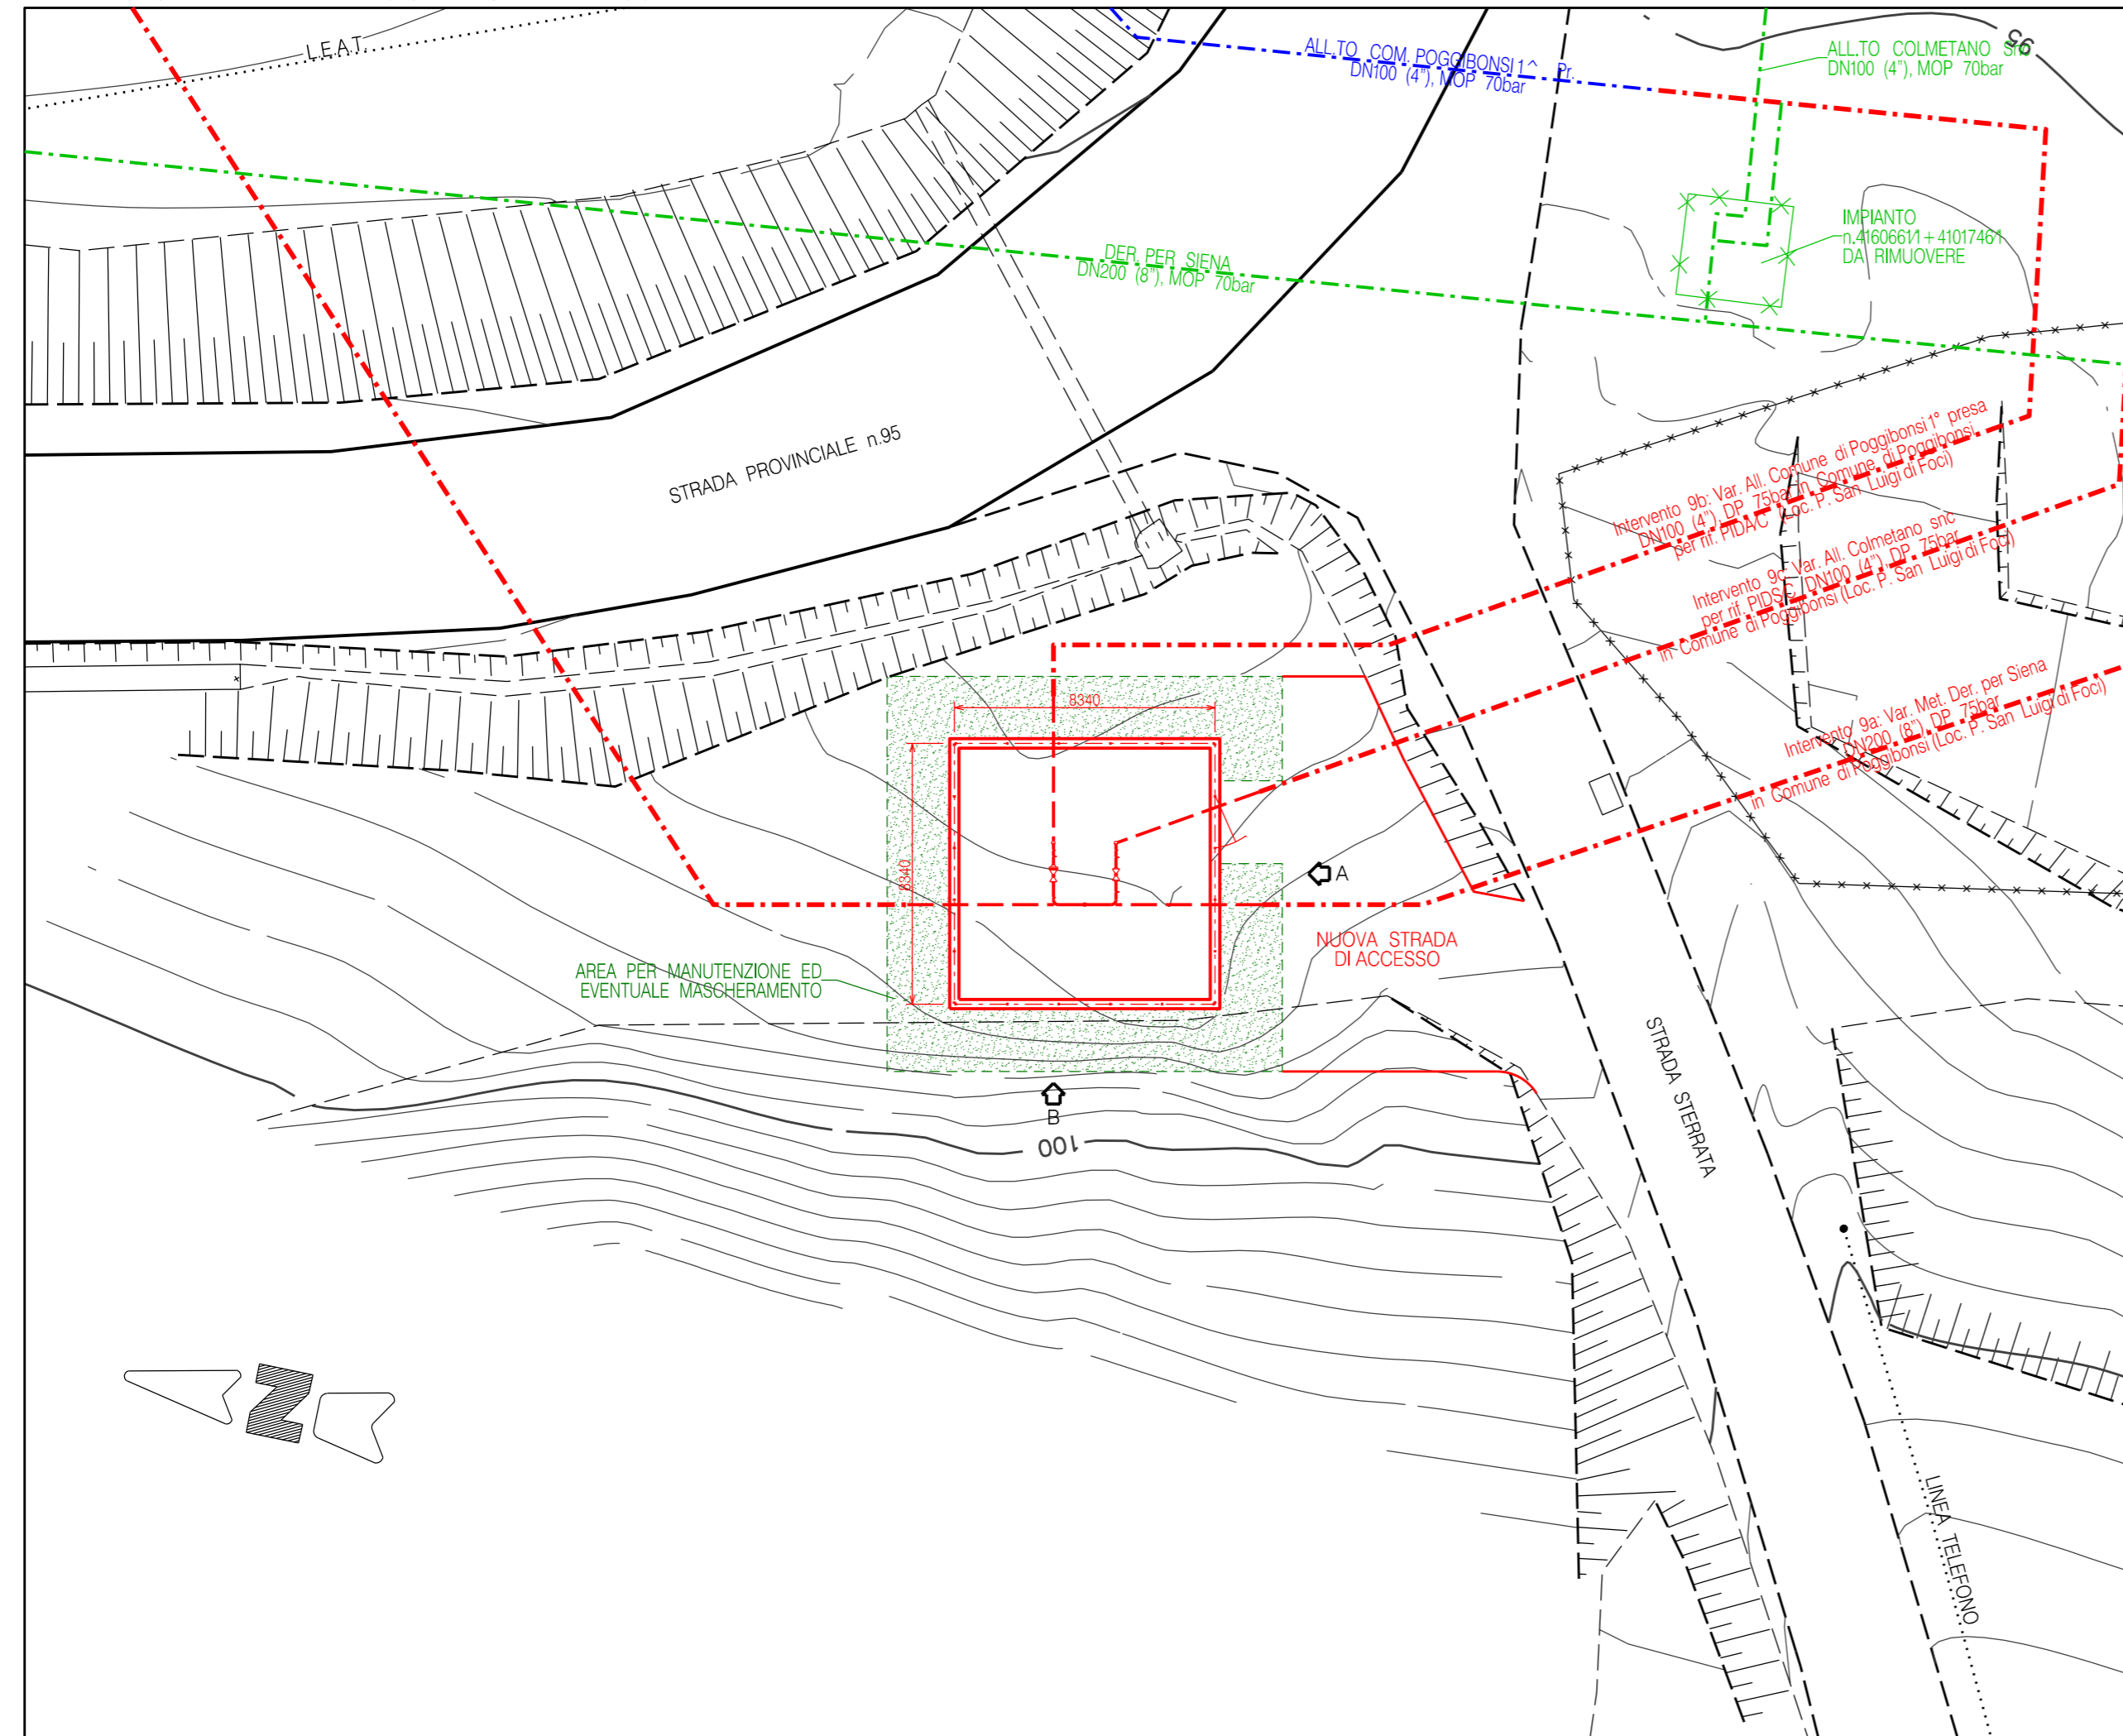 L.E.A.T.
ALL.TO COM. POGGIBONSI 1^ Pr.
DN100 (4"), MOP 70bar
ALL.TO COLMETANO snc
DN100 (4"), MOP 70bar
95
IMPIANTO
n.4160661/1 + 4101746/1
DA RIMUOVERE
DER. PER SIENA
DN200 (8"), MOP 70bar
STRADA PROVINCIALE n.95
Intervento 9b: Var. All. Comune di Poggibonsi 1° presa
DN100 (4"), DP 75bar in Comune di Poggibonsi
per rif. PIDA/C (Loc. P. San Luigi di Foci)
Intervento 9c: Var. All. Colmetano snc
per rif. PIDS/C, DN100 (4"), DP 75bar
in Comune di Poggibonsi (Loc. P. San Luigi di Foci)
Intervento 9a: Var. Met. Der. per Siena
DN200 (8"), DP 75bar
in Comune di Poggibonsi (Loc. P. San Luigi di Foci)
8340
8340
A
NUOVA STRADA
DI ACCESSO
AREA PER MANUTENZIONE ED
EVENTUALE MASCHERAMENTO
B
100
STRADA STERRATA
LINEA TELEFONO
N